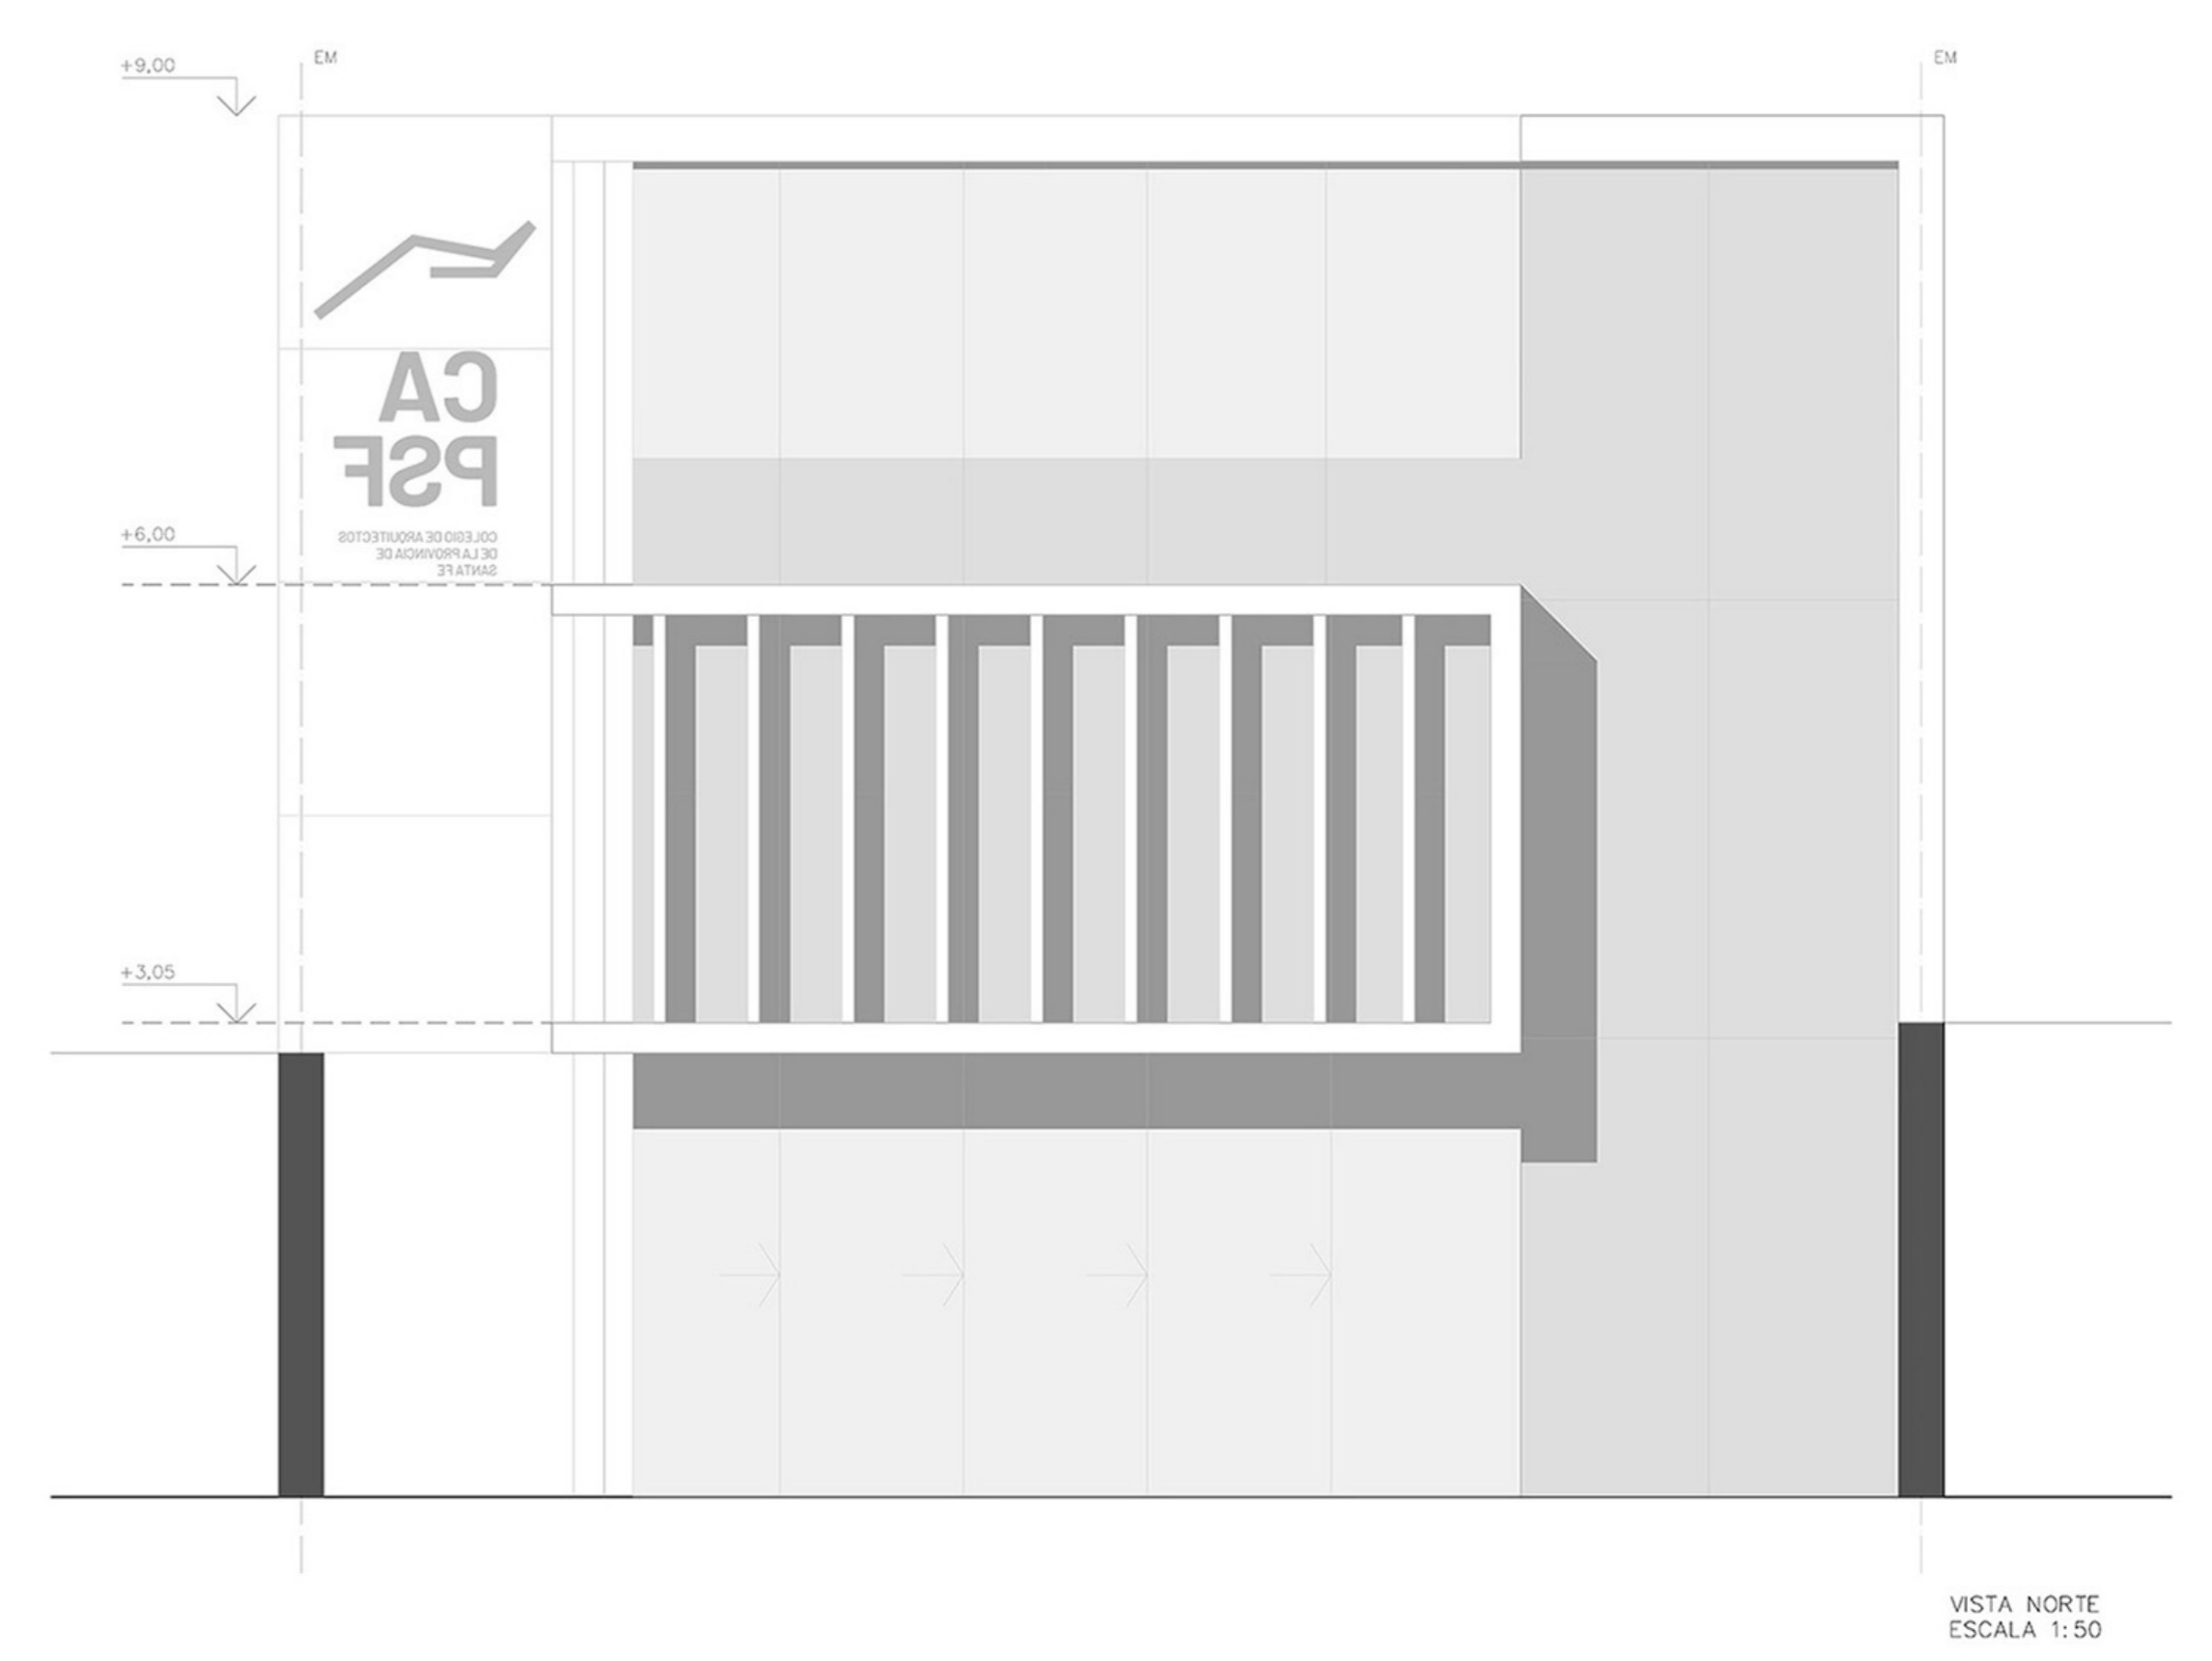 EM
EM
+9,00
CA
PSF
COLEGIO DE ARQUITECTOS
DE LA PROVINCIA DE
SANTA FE
+6,00
+3,05
VISTA NORTE
ESCALA 1:50